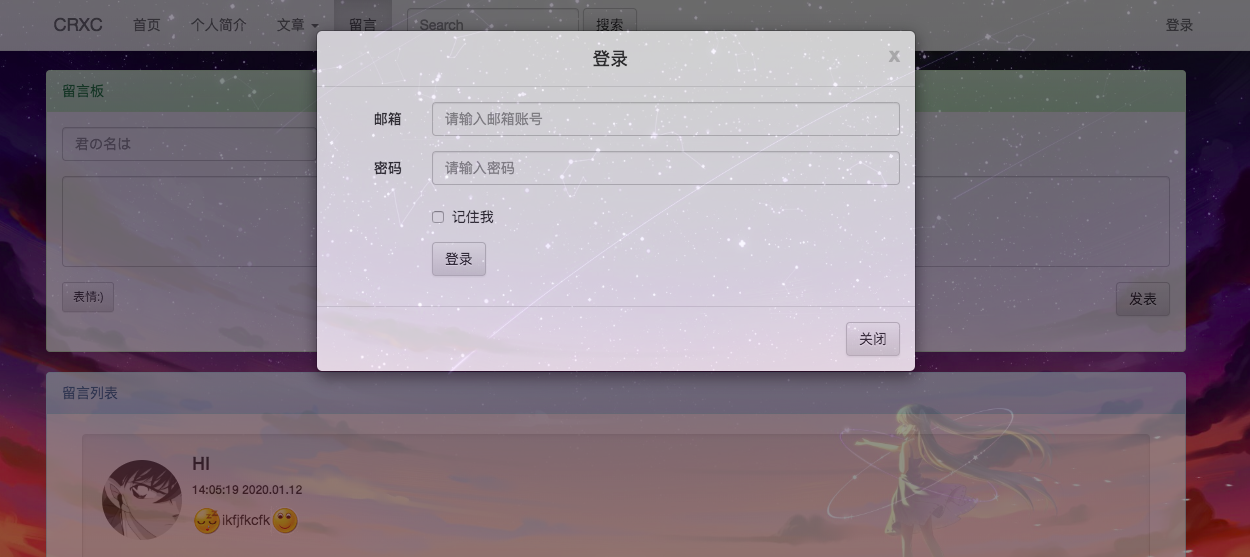 CRXC 首页 个人简介 文章 留言 Search 搜索 登录
登录 x
留言板
邮箱 请输入邮箱账号
君の名は
密码 请输入密码
记住我
登录
表情:) 发表
关闭
留言列表
HI
14:05:19 2020.01.12
ikfjfkcfk